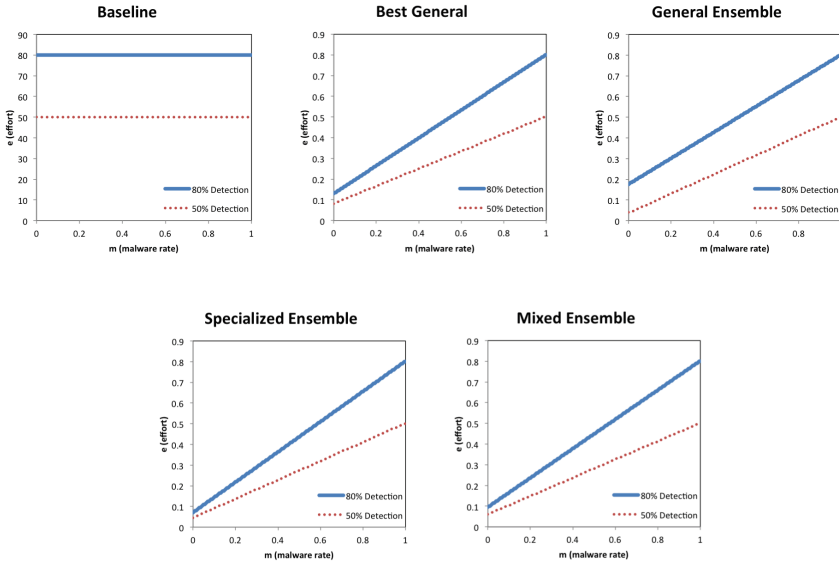 Baseline
90
80
70
60
50
40
30
20
10
0
e (effort)
80% Detection
50% Detection
0 0.2 0.4 0.6 0.8 1
m (malware rate)
Best General
0.9
0.8
0.7
0.6
0.5
0.4
0.3
0.2
0.1
0
e (effort)
80% Detection
50% Detection
0 0.2 0.4 0.6 0.8 1
m (malware rate)
General Ensemble
0.9
0.8
0.7
0.6
0.5
0.4
0.3
0.2
0.1
0
e (effort)
80% Detection
50% Detection
0 0.2 0.4 0.6 0.8
m (malware rate)
Specialized Ensemble
0.9
0.8
0.7
0.6
0.5
0.4
0.3
0.2
0.1
0
e (effort)
80% Detection
50% Detection
0 0.2 0.4 0.6 0.8 1
m (malware rate)
Mixed Ensemble
0.9
0.8
0.7
0.6
0.5
0.4
0.3
0.2
0.1
0
e (effort)
80% Detection
50% Detection
0 0.2 0.4 0.6 0.8 1
m (malware rate)